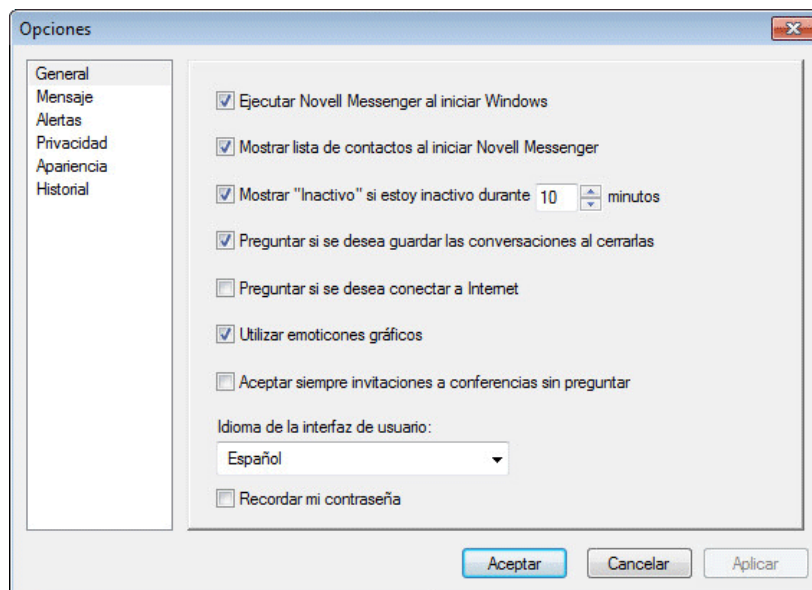 Opciones
General
Mensaje
Alertas
Privacidad
Apariencia
Historial
Ejecutar Novell Messenger al iniciar Windows
Mostrar lista de contactos al iniciar Novell Messenger
Mostrar "Inactivo" si estoy inactivo durante 10 minutos
Preguntar si se desea guardar las conversaciones al cerrarlas
Preguntar si se desea conectar a Internet
Utilizar emoticones gráficos
Aceptar siempre invitaciones a conferencias sin preguntar
Idioma de la interfaz de usuario:
Español
Recordar mi contraseña
Aceptar Cancelar Aplicar